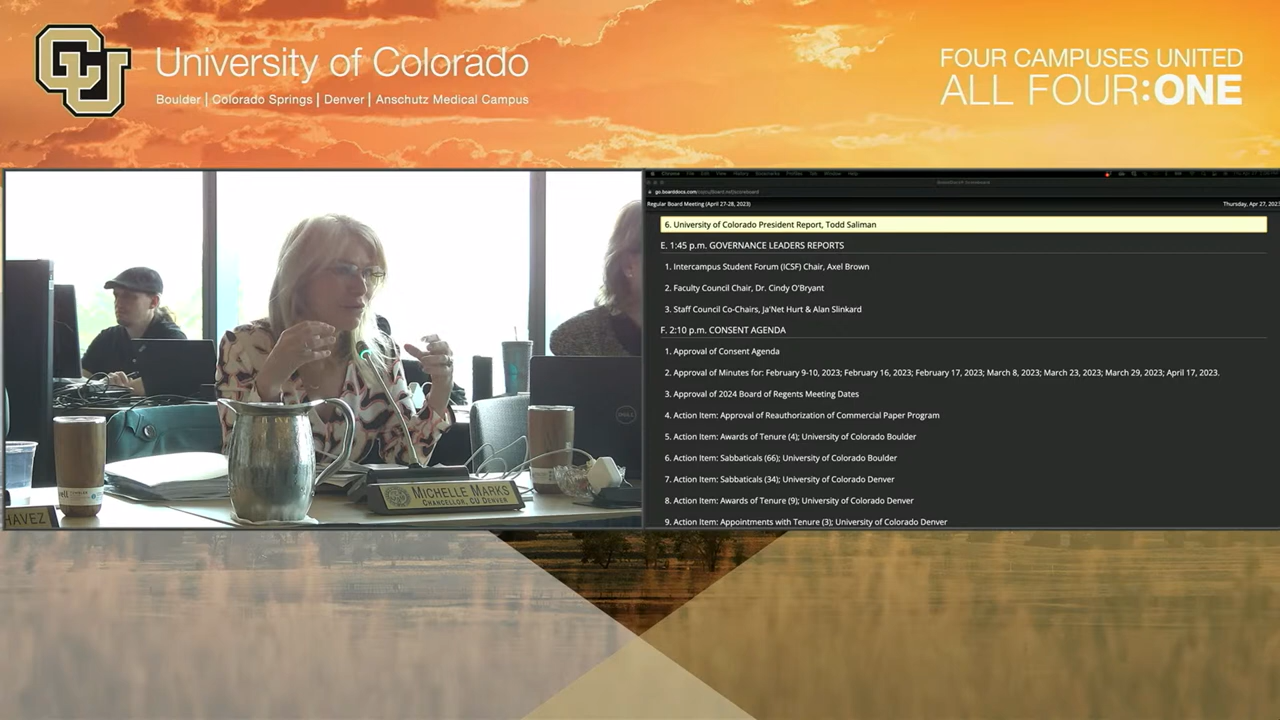 CU
University of Colorado
Boulder | Colorado Springs | Denver | Anschutz Medical Campus
FOUR CAMPUSES UNITED
ALL FOUR:ONE
HAVEZ
MICHELLE MARKS
CHANCELLOR, CU DENVER
DELL
Regular Board Meeting (April 27-28, 2023)
Thursday, Apr 27, 2023
6. University of Colorado President Report, Todd Saliman
E. 1:45 p.m. GOVERNANCE LEADERS REPORTS
1. Intercampus Student Forum (ICSF) Chair, Axel Brown
2. Faculty Council Chair, Dr. Cindy O'Bryant
3. Staff Council Co-Chairs, Ja'Net Hurt & Alan Slinkard
F. 2:10 p.m. CONSENT AGENDA
1. Approval of Consent Agenda
2. Approval of Minutes for: February 9-10, 2023; February 16, 2023; February 17, 2023; March 8, 2023; March 23, 2023; March 29, 2023; April 17, 2023.
3. Approval of 2024 Board of Regents Meeting Dates
4. Action Item: Approval of Reauthorization of Commercial Paper Program
5. Action Item: Awards of Tenure (4); University of Colorado Boulder
6. Action Item: Sabbaticals (66); University of Colorado Boulder
7. Action Item: Sabbaticals (34); University of Colorado Denver
8. Action Item: Awards of Tenure (9); University of Colorado Denver
9. Action Item: Appointments with Tenure (3); University of Colorado Denver